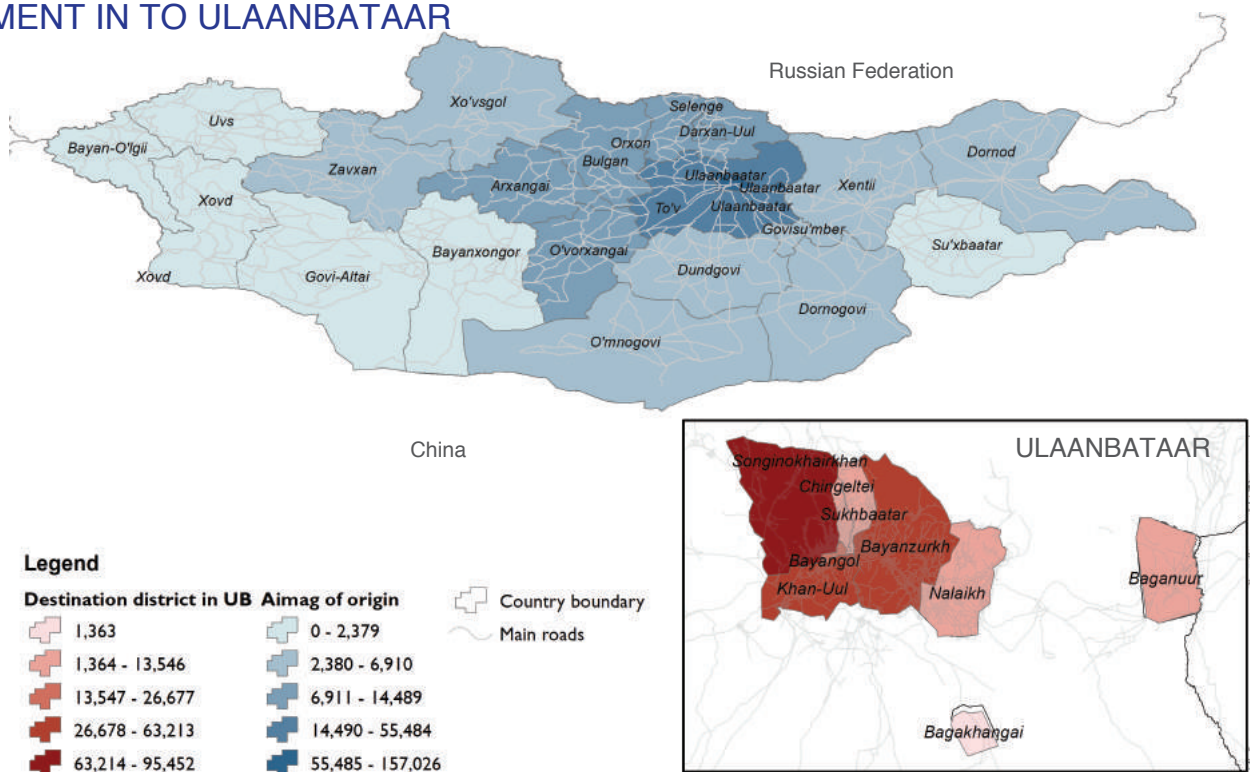 MENT IN TO ULAANBATAAR
Russian Federation
Xo'vsgol
Selenge
Uvs
Darxan-Uul
Orxon
Bayan-O'lgii
Bulgan
Dornod
Zavxan
Ulaanbaatar
Arxangai
Ulaanbaatar
Xentii
Xovd
To'v
Ulaanbaatar
Govisu'mber
Su'xbaatar
Bayanxongor
O'vorxangai
Dundgovi
Xovd
Govi-Altai
Dornogovi
O'mnogovi
China
ULAANBATAAR
Songinokhairkhan
Chingeltei
Sukhbaatar
Bayanzurkh
Bayangol
Khan-Uul
Nalaikh
Baganuur
Bagakhangai
Legend
Destination district in UB
1,363
1,364 - 13,546
13,547 - 26,677
26,678 - 63,213
63,214 - 95,452
Aimag of origin
0 - 2,379
2,380 - 6,910
6,911 - 14,489
14,490 - 55,484
55,485 - 157,026
Country boundary
Main roads